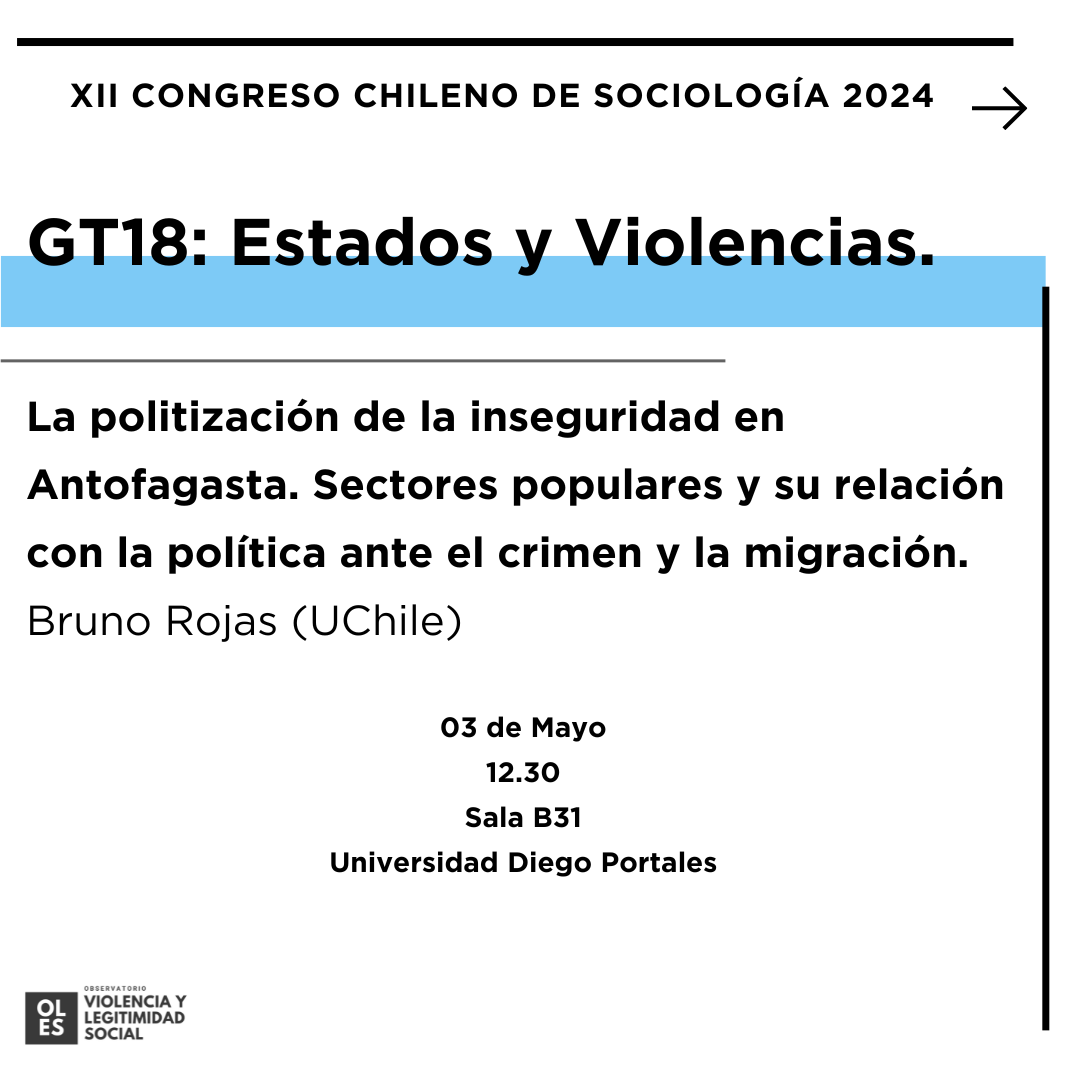 XII CONGRESO CHILENO DE SOCIOLOGÍA 2024
GT18: Estados y Violencias.
La politización de la inseguridad en
Antofagasta. Sectores populares y su relación
con la política ante el crimen y la migración.
Bruno Rojas (UChile)
03 de Mayo
12.30
Sala B31
Universidad Diego Portales
OL
ES
OBSERVATORIO
VIOLENCIA Y
LEGITIMIDAD
SOCIAL